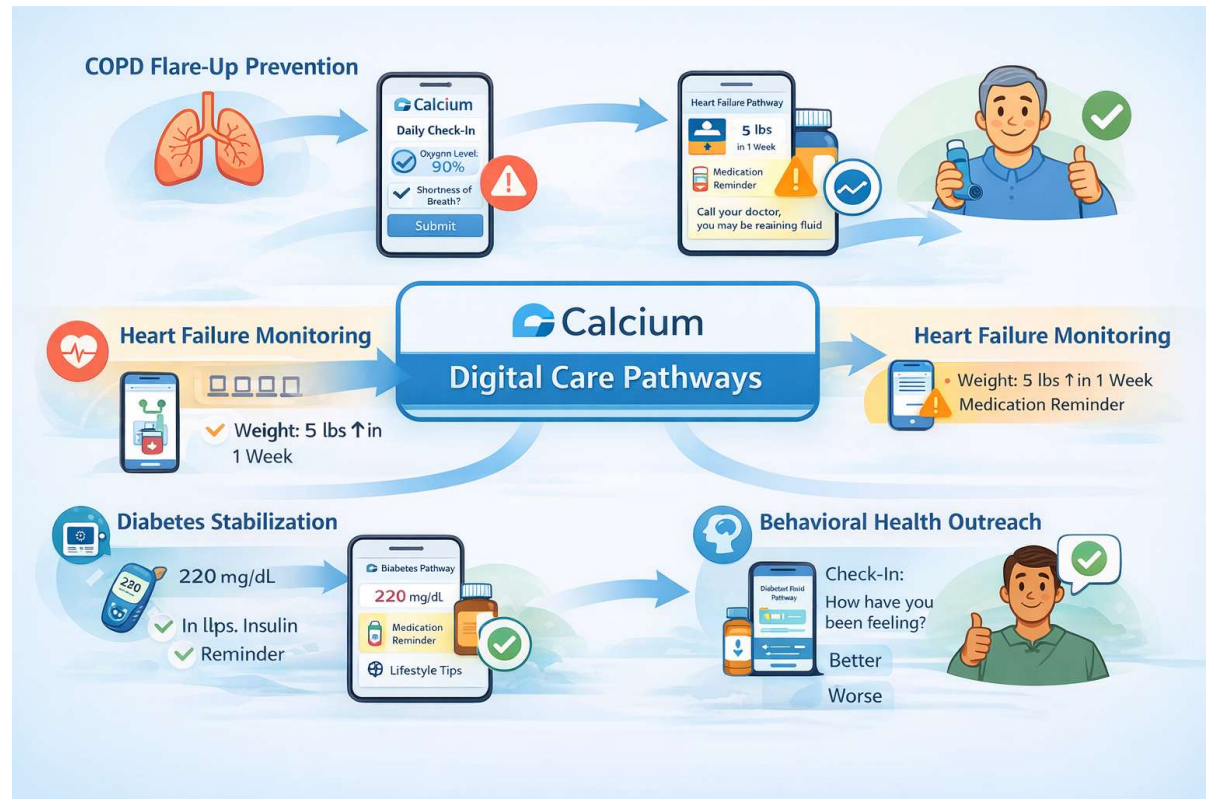 COPD Flare-Up Prevention
Calcium
Daily Check-In
Oxygnn Level:
90%
Shortness of
Breath?
Submit
Heart Failure Pathway
5 lbs
in 1 Week
Medication
Reminder
Call your doctor,
you may be reaining fluid
Heart Failure Monitoring
Weight: 5 lbs ↑in
1 Week
Calcium
Digital Care Pathways
Heart Failure Monitoring
• Weight: 5 lbs ↑in 1 Week
Medication Reminder
Diabetes Stabilization
220
220 mg/dL
In llps. Insulin
Reminder
Biabetes Pathway
220 mg/dL
Medication
Reminder
Lifestyle Tips
Behavioral Health Outreach
Pathway
Check-In:
How have you
been feeling?
Better
Worse